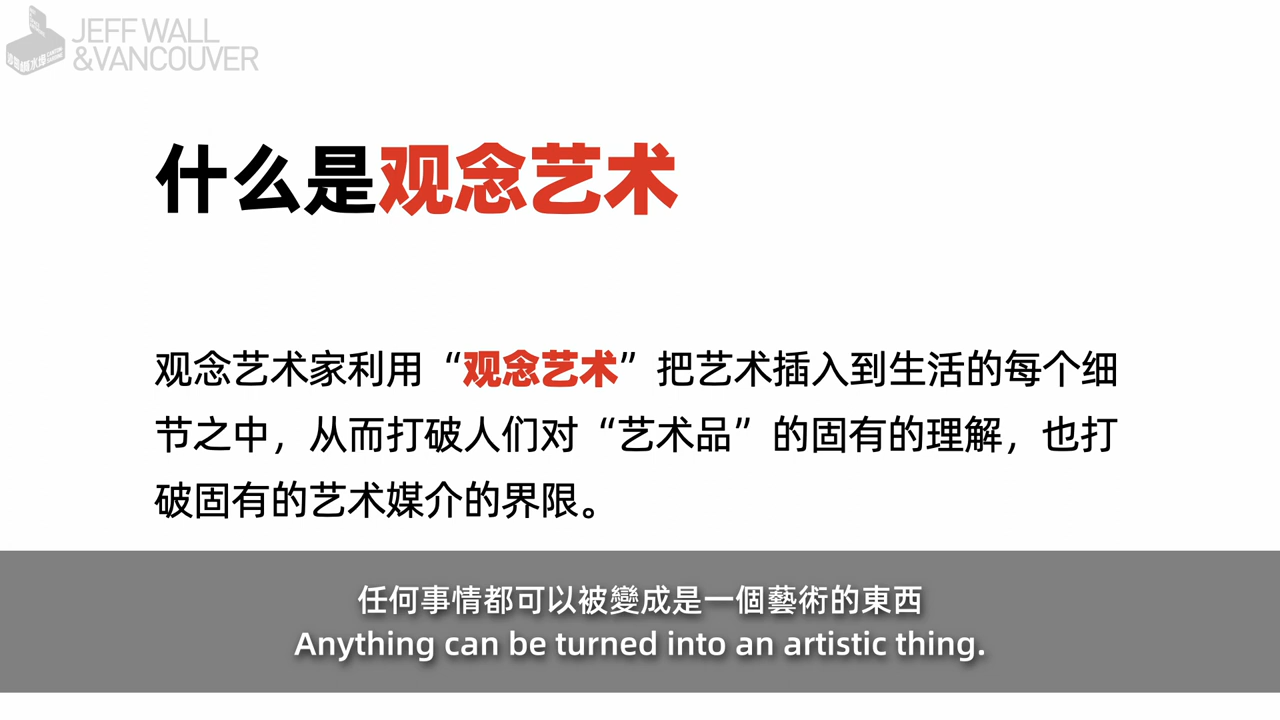 JEFF WALL
&VANCOUVER
什么是观念艺术
观念艺术家利用“观念艺术”把艺术插入到生活的每个细
节之中，从而打破人们对“艺术品”的固有的理解，也打
破固有的艺术媒介的界限。
任何事情都可以被變成是一個藝術的東西
Anything can be turned into an artistic thing.